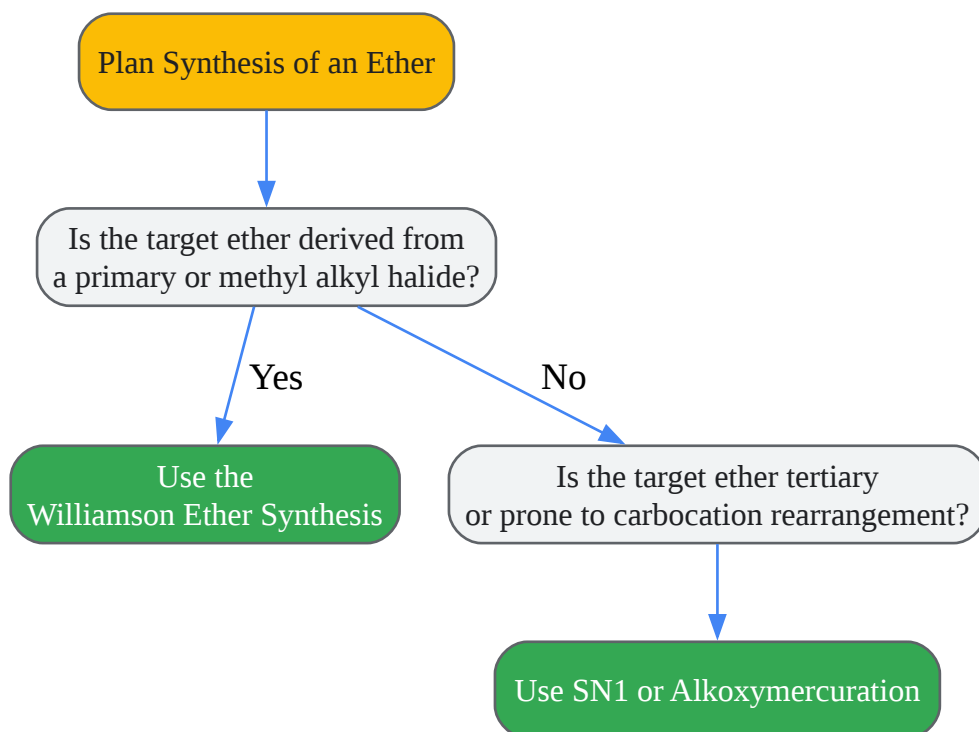 Plan Synthesis of an Ether
Is the target ether derived from
a primary or methyl alkyl halide?
Yes
No
Use the
Williamson Ether Synthesis
Is the target ether tertiary
or prone to carbocation rearrangement?
Use SN1 or Alkoxymercuration